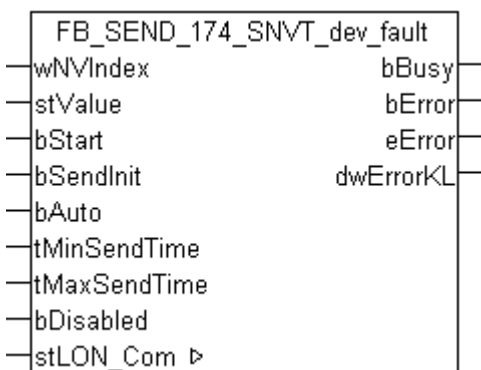 FB_SEND_174_SNVT_dev_fault
wNVIndex bBusy
stValue bError
bStart eError
bSendInit dwErrorKL
bAuto
tMinSendTime
tMaxSendTime
bDisabled
stLON_Com ▷